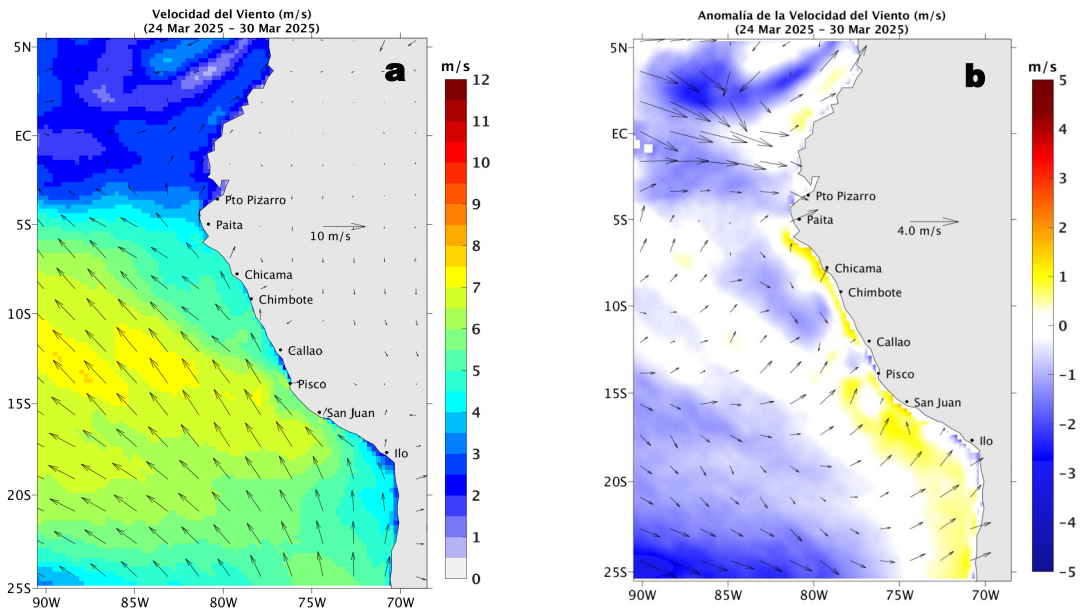 Velocidad del Viento (m/s)
(24 Mar 2025 – 30 Mar 2025)
a
m/s
5N
EC
5S
10S
15S
20S
25S
90W
85W
80W
75W
70W
Pto Pizarro
Paita
Chicama
Chimbote
Callao
Pisco
San Juan
Ilo
10 m/s
12
11
10
9
8
7
6
5
4
3
2
1
0
Anomalía de la Velocidad del Viento (m/s)
(24 Mar 2025 – 30 Mar 2025)
b
m/s
5N
EC
5S
10S
15S
20S
25S
90W
85W
80W
75W
70W
Pto Pizarro
Paita
Chicama
Chimbote
Callao
Pisco
San Juan
Ilo
4.0 m/s
5
4
3
2
1
0
−1
−2
−3
−4
−5